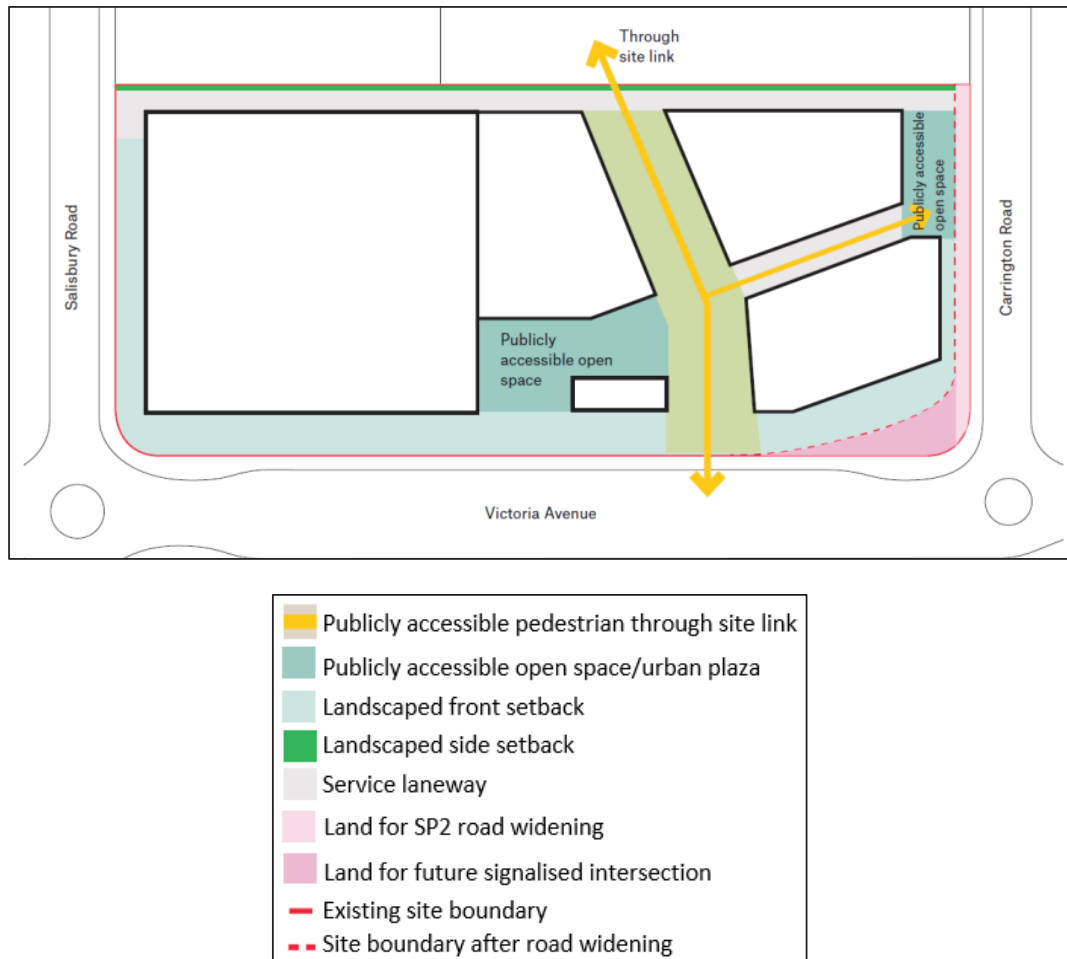 Through
site link
Publicly accessible
open space
Salisbury Road
Carrington Road
Publicly
accessible open
space
Victoria Avenue
Publicly accessible pedestrian through site link
Publicly accessible open space/urban plaza
Landscaped front setback
Landscaped side setback
Service laneway
Land for SP2 road widening
Land for future signalised intersection
Existing site boundary
Site boundary after road widening